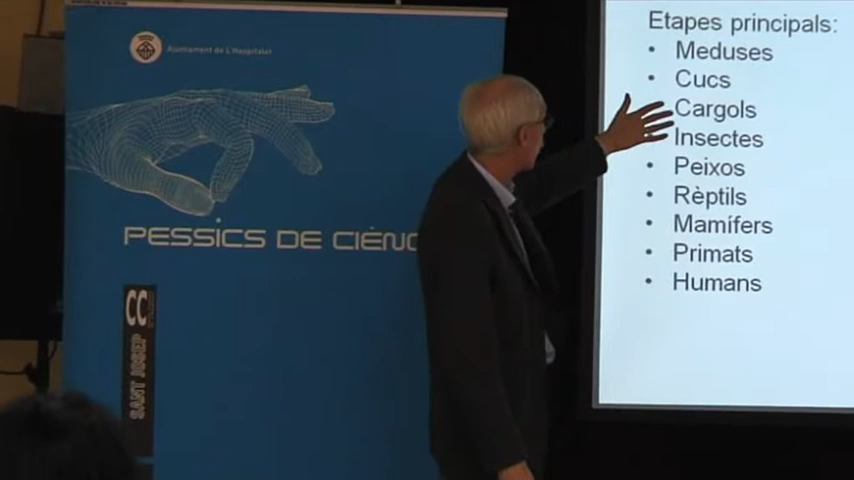 Ajuntament de L'Hospitalet
PESSICS DE CIÈNC
CC
SANT JOSEP
Etapes principals:
• Meduses
• Cucs
Cargols
Insectes
• Peixos
• Rèptils
• Mamífers
• Primats
• Humans